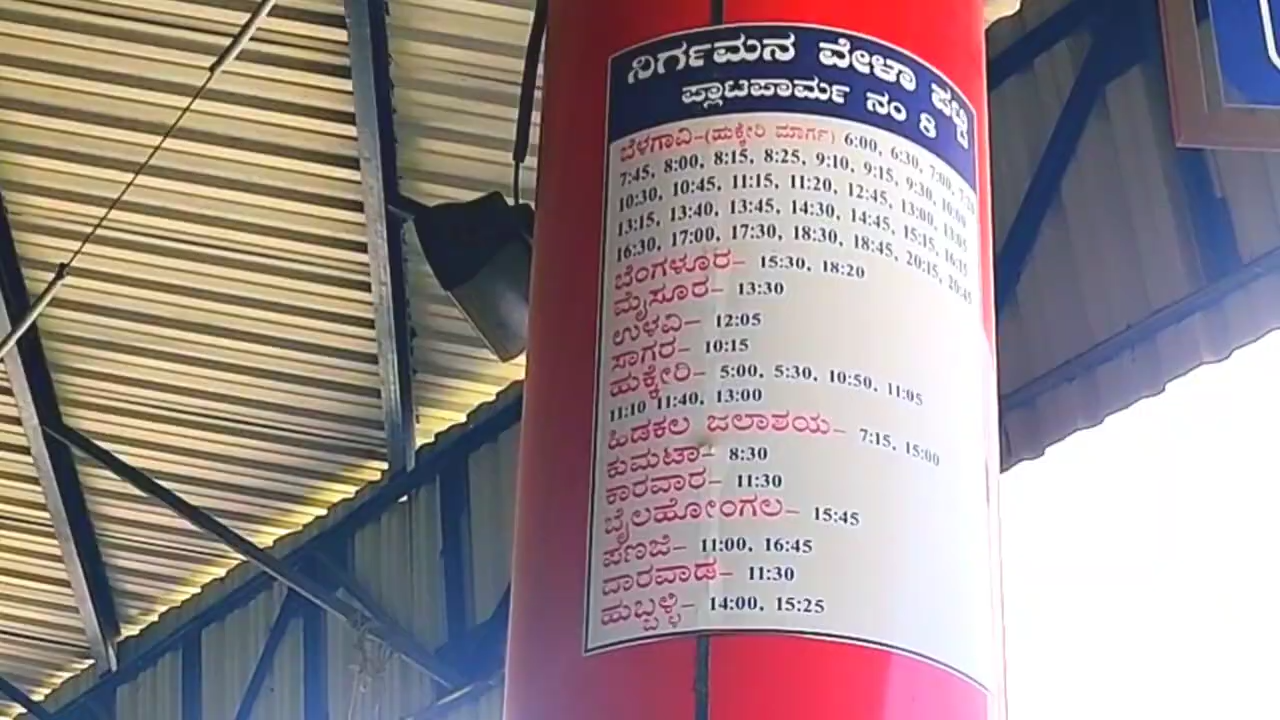 ನಿರ್ಗಮನ ವೇಳಾ ಪಟ್ಟಿ
ಪ್ಲಾಟಪಾರ್ಮ ನಂ 8
ಬೆಳಗಾವಿ-(ಹುಕ್ಕೇರಿ ಮಾರ್ಗ) 6:00, 6:30, 7:00,
7:45, 8:00, 8:15, 8:25, 9:10, 9:15, 9:30, 10:00
10:30, 10:45, 11:15, 11:20, 12:45, 13:00, 13:05
13:15, 13:40, 13:45, 14:30, 14:45, 15:15, 16:15
16:30, 17:00, 17:30, 18:30, 18:45, 20:15, 20:45
ಬೆಂಗಳೂರ- 15:30, 18:20
ಮೈಸೂರ- 13:30
ಉಳವಿ- 12:05
ಸಾಗರ- 10:15
ಹುಕ್ಕೇರಿ- 5:00, 5:30, 10:50, 11:05
11:10 11:40, 13:00
ಹಿಡಕಲ ಜಲಾಶಯ- 7:15, 15:00
ಕುಮಟಾ- 8:30
ಕಾರವಾರ- 11:30
ಬೈಲಹೋಂಗಲ- 15:45
ಪಣಜಿ- 11:00, 16:45
ದಾರವಾಡ- 11:30
ಹುಬ್ಬಳ್ಳಿ- 14:00, 15:25